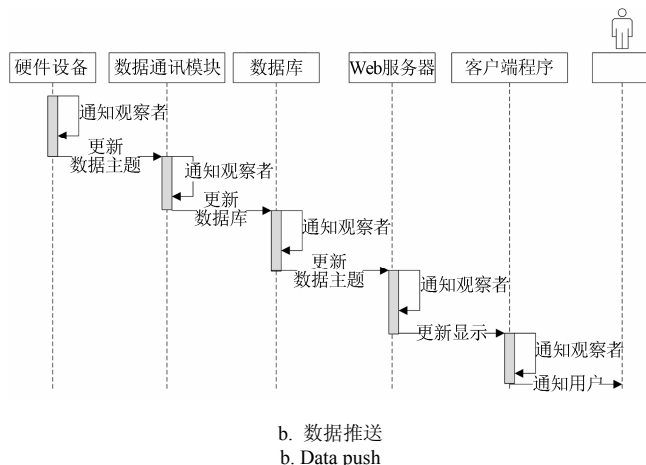 硬件设备
数据通讯模块
数据库
Web服务器
客户端程序
通知观察者
更新
数据主题
通知观察者
更新
数据库
通知观察者
更新
数据主题
通知观察者
更新显示
通知观察者
通知用户
b. 数据推送
b. Data push